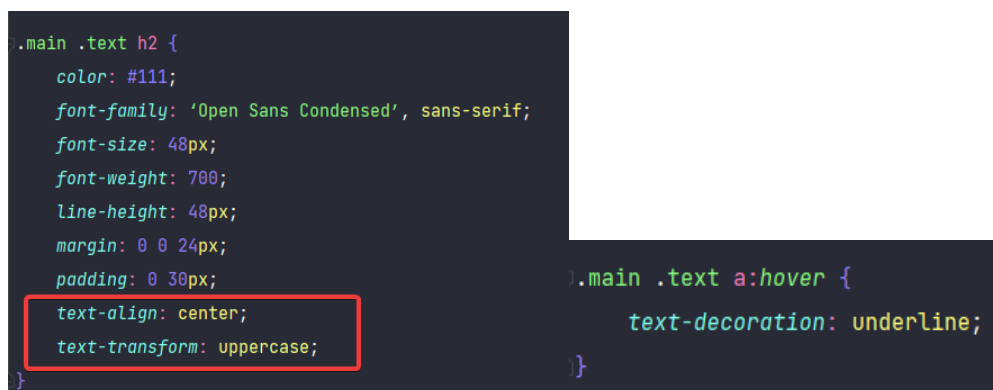 .main .text h2 {
color: #111;
font-family: ‘Open Sans Condensed’, sans-serif;
font-size: 48px;
font-weight: 700;
line-height: 48px;
margin: 0 0 24px;
padding: 0 30px;
text-align: center;
text-transform: uppercase;
}
.main .text a:hover {
text-decoration: underline;
}